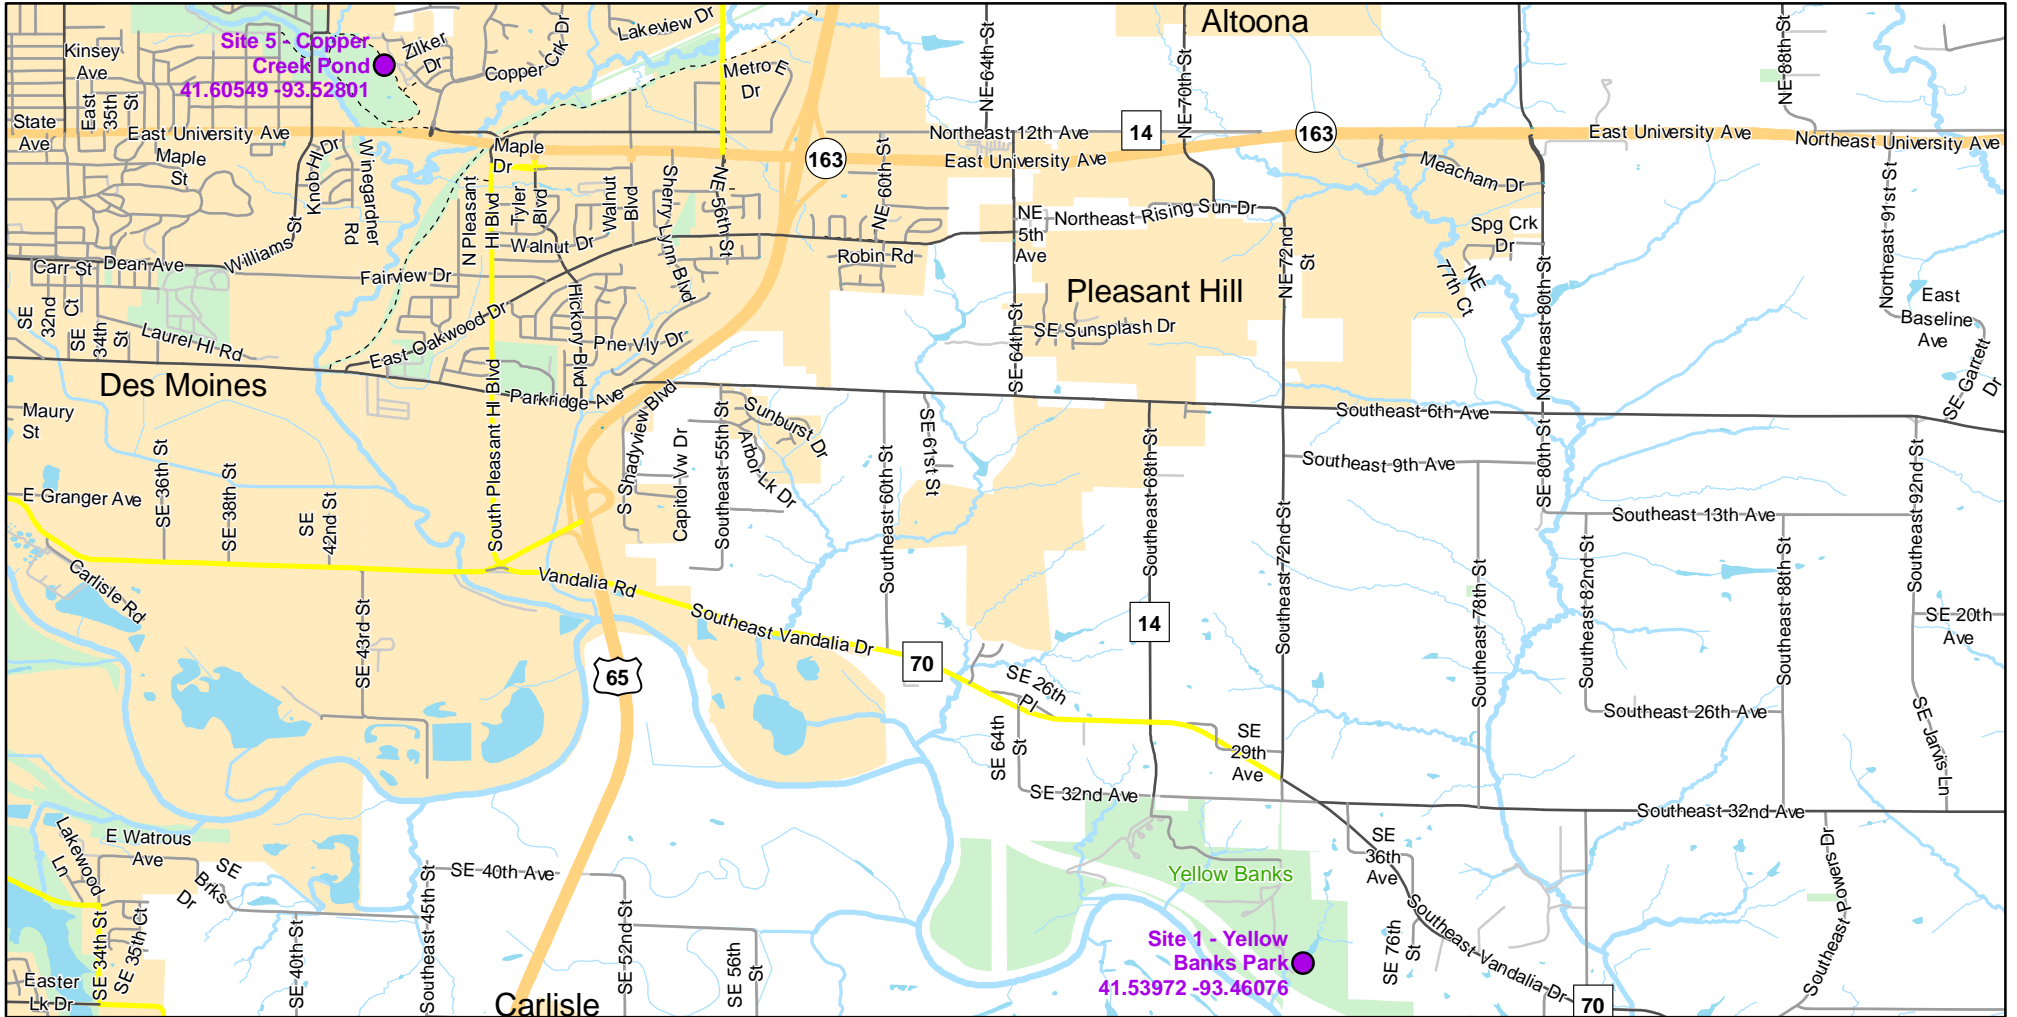 Altoona
Lakeview Dr
Site 5 - Copper
Creek Pond
41.60549 -93.52801
Zilker
Dr
Copper Crk Dr
Kinsey
Ave
East
35th
St
Metro E
Dr
NE 64th St
NE 70th St
NE 88th St
State
Ave
East University Ave
Maple
St
Maple
Dr
Northeast 12th Ave
14
163
East University Ave
163
East University Ave
Northeast University Ave
Knob Hl Dr
Winegardner
Rd
N Pleasant
Hl Blvd
Tyler
Blvd
Walnut
Blvd
Sherry Lynn Blvd
NE 56th St
NE 60th St
Meacham Dr
Northeast 91st St
NE
5th
Ave
Northeast Rising Sun Dr
Spg Crk
Dr
Walnut Dr
Robin Rd
Williams St
Carr St
Dean Ave
Fairview Dr
NE 72nd
St
NE
77th Ct
Northeast 80th St
Pleasant Hill
East
Baseline
Ave
SE
32nd
Ct
SE
34th
St
Laurel Hl Rd
East Oakwood Dr
Hickory Blvd
Pne Vly Dr
SE 64th St
SE Sunsplash Dr
SE Garrett
Dr
Des Moines
South Pleasant Hl Blvd
Parkridge Ave
Maury
St
S Shadyview Blvd
Capitol Vw Dr
Southeast 55th St
Sunburst Dr
Arbor Lk Dr
Southeast 60th St
SE 61st St
Southeast 6th Ave
Southeast 68th St
Southeast 72nd St
Southeast 9th Ave
SE 80th St
Southeast 92nd St
E Granger Ave
SE 36th St
SE 38th St
SE
42nd St
Southeast 13th Ave
Southeast 78th St
Southeast 82nd St
Southeast 88th St
Carlisle Rd
Vandalia Rd
Southeast Vandalia Dr
SE 43rd St
SE 20th
Ave
14
70
65
SE 26th
Pl
Southeast 26th Ave
SE 64th
St
SE
29th
Ave
SE Jarvis Ln
SE 32nd Ave
Southeast 32nd Ave
Lakewood
Ln
E Watrous
Ave
SE
Brks
Dr
SE 40th Ave
Yellow Banks
SE
36th
Ave
Southeast Powers Dr
SE 34th St
SE 35th Ct
SE 40th St
Southeast 45th St
SE 52nd St
SE 56th
St
Site 1 - Yellow
Banks Park
41.53972 -93.46076
SE 76th
St
Southeast Vandalia Dr
70
Easter
Lk Dr
Carlisle